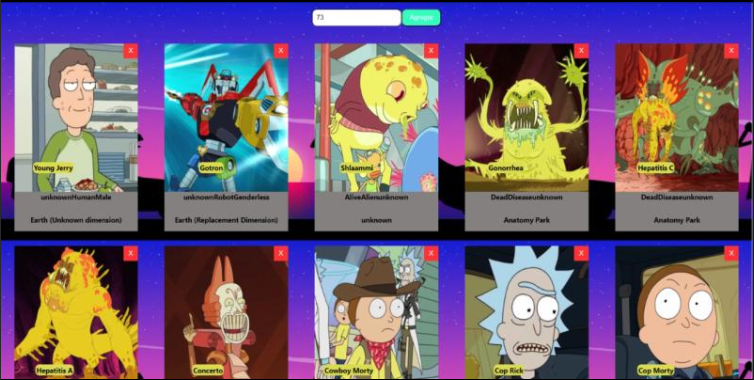 73
Agregar
X
X
X
X
X
Young Jerry
Gotron
Shlaammi
Gonorrhea
Hepatitis C
unknownHumanMale
unknownRobotGenderless
AliveAlienunknown
DeadDiseaseunknown
DeadDiseaseunknown
Earth (Unknown dimension)
Earth (Replacement Dimension)
unknown
Anatomy Park
Anatomy Park
X
X
X
X
X
Hepatitis A
Concerto
Cowboy Morty
Cop Rick
Cop Morty